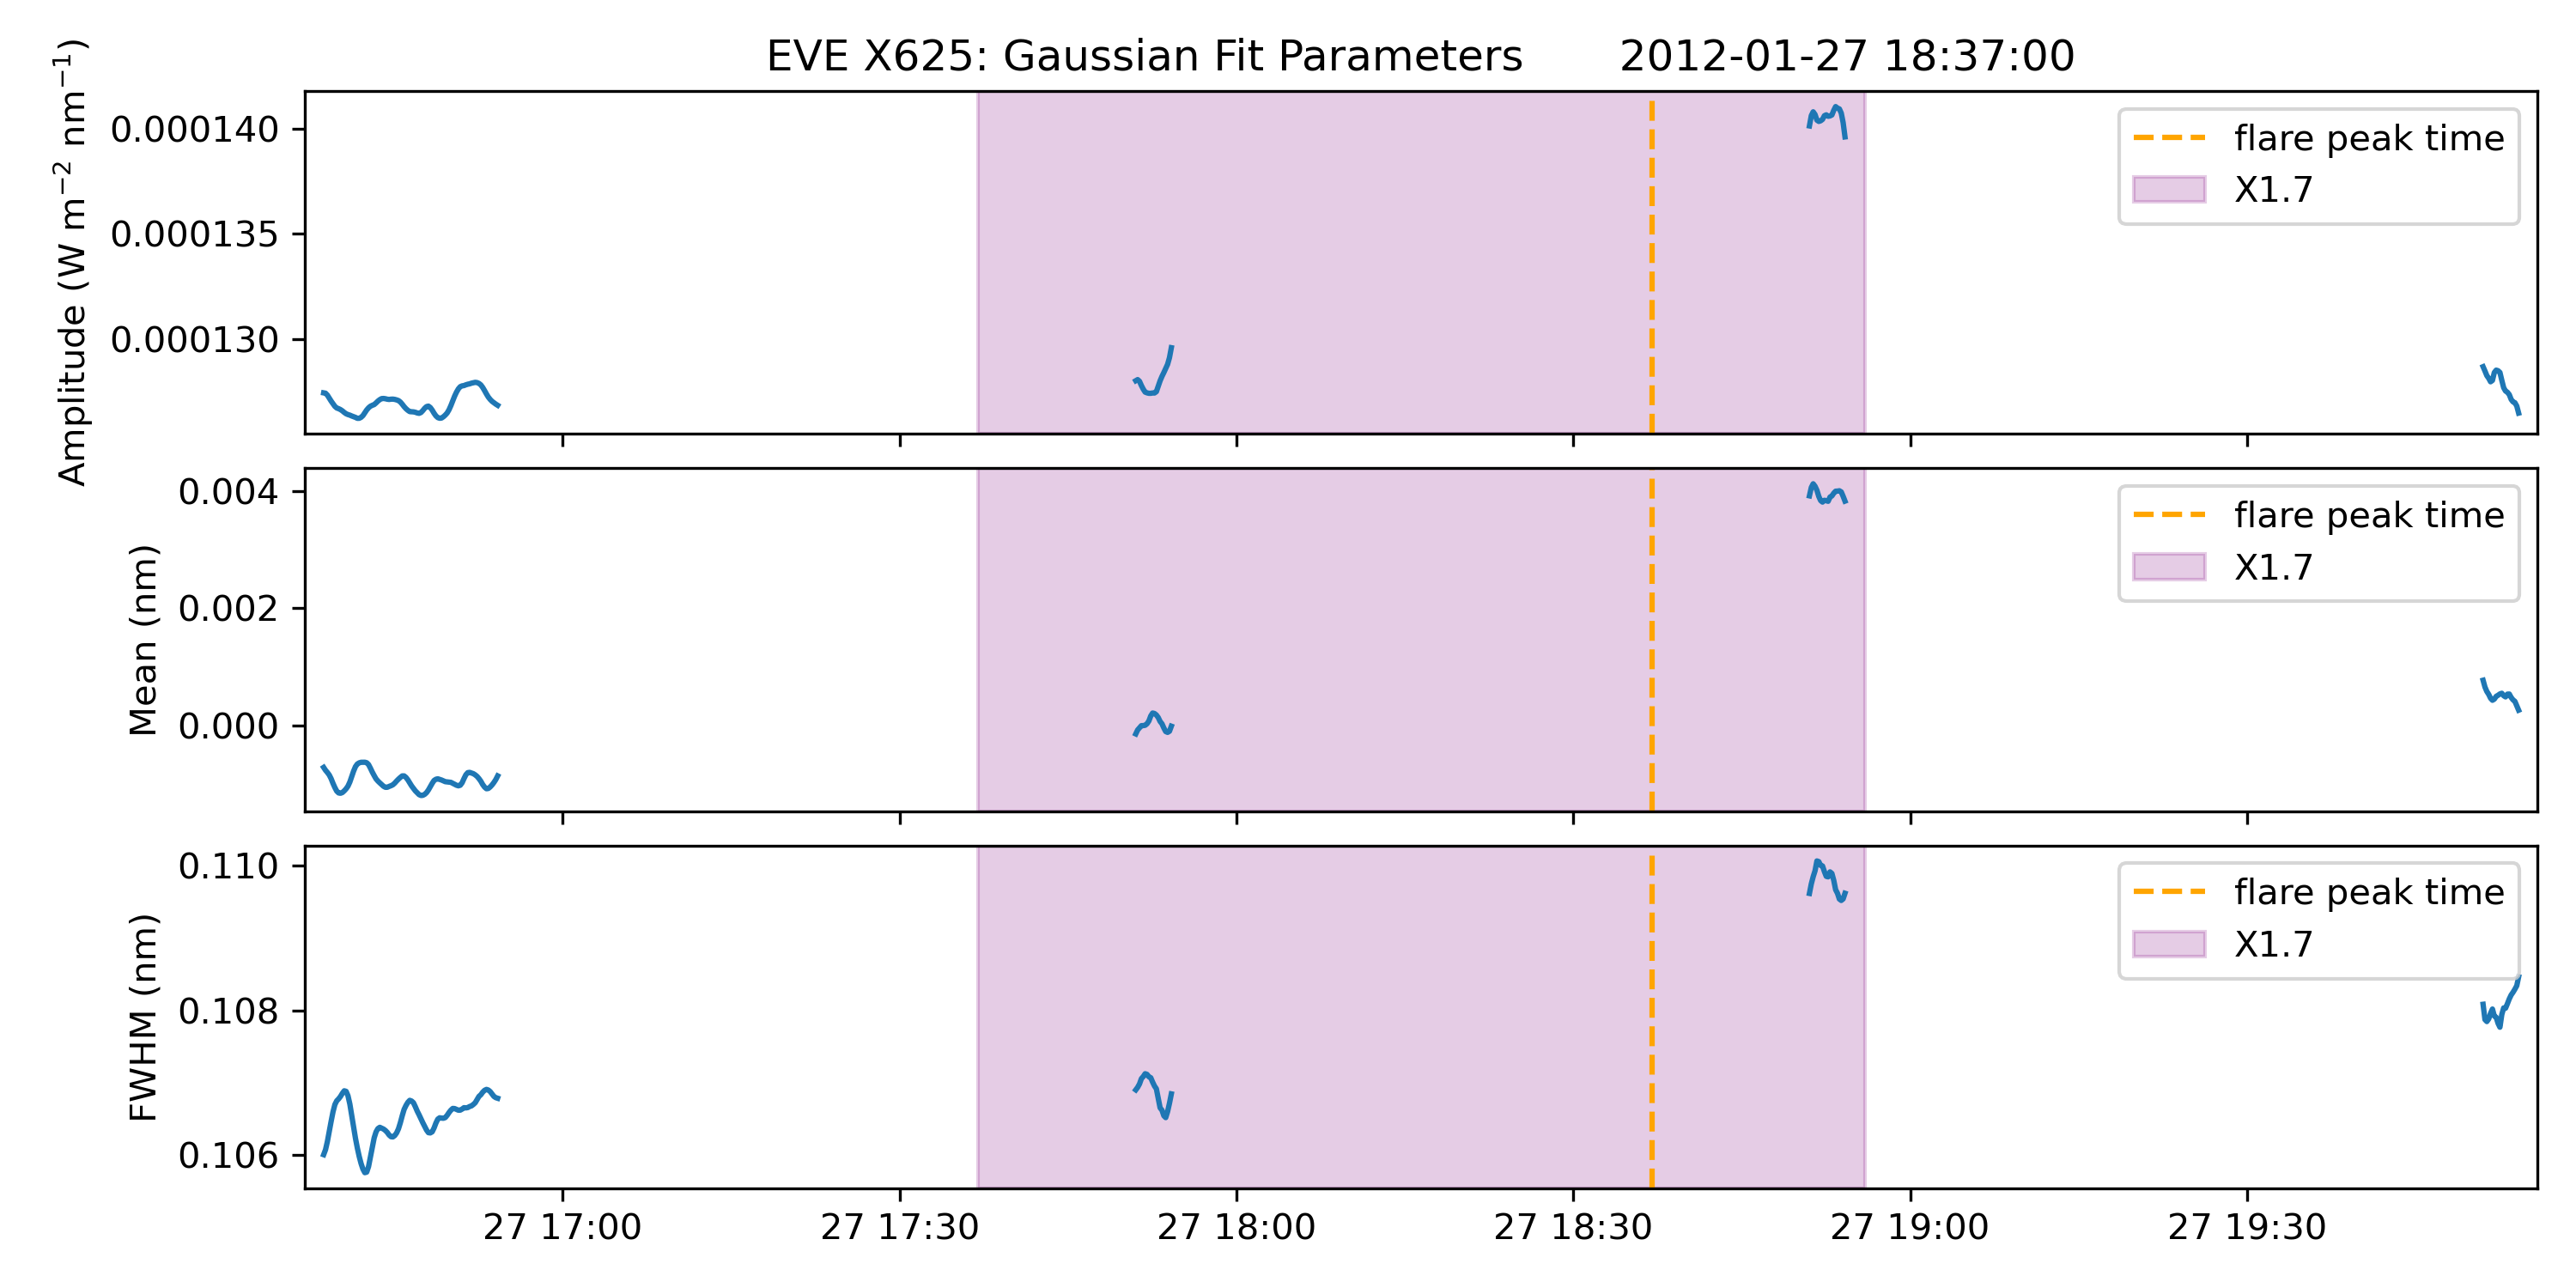 EVE X625: Gaussian Fit Parameters 2012-01-27 18:37:00
Amplitude (W m⁻² nm⁻¹)
0.000140
0.000135
0.000130
flare peak time
X1.7
Mean (nm)
0.004
0.002
0.000
flare peak time
X1.7
FWHM (nm)
0.110
0.108
0.106
flare peak time
X1.7
27 17:00 27 17:30 27 18:00 27 18:30 27 19:00 27 19:30